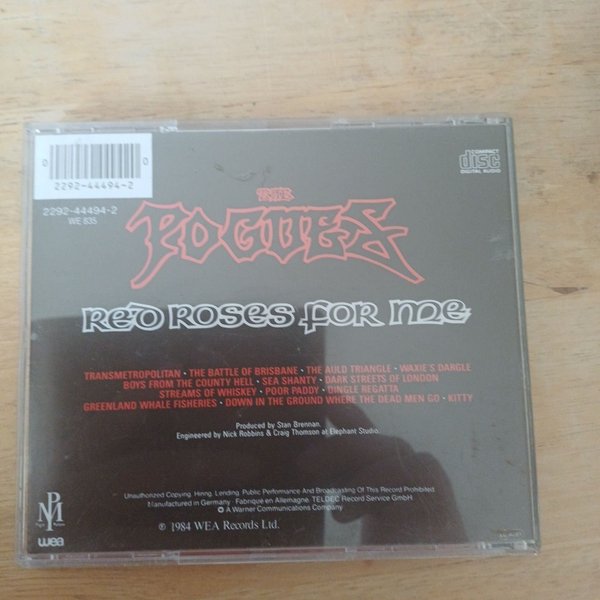 0 0
2292-44494-2
2292-44494-2
WE 835
COMPACT
disc
DIGITAL AUDIO
THE
POGUES
RED ROSES FOR ME
TRANSMETROPOLITAN · THE BATTLE OF BRISBANE · THE AULD TRIANGLE · WAXIE'S DARGLE
BOYS FROM THE COUNTY HELL · SEA SHANTY · DARK STREETS OF LONDON
STREAMS OF WHISKEY · POOR PADDY · DINGLE REGATTA
GREENLAND WHALE FISHERIES · DOWN IN THE GROUND WHERE THE DEAD MEN GO · KITTY
Produced by Stan Brennan.
Engineered by Nick Robbins & Craig Thomson at Elephant Studio.
Unauthorized Copying, Hiring, Lending, Public Performance And Broadcasting Of This Record Prohibited.
Manufactured in Germany · Fabriqué en Allemagne · TELDEC Record Service GmbH
A Warner Communications Company
℗ 1984 WEA Records Ltd.
PM
wea